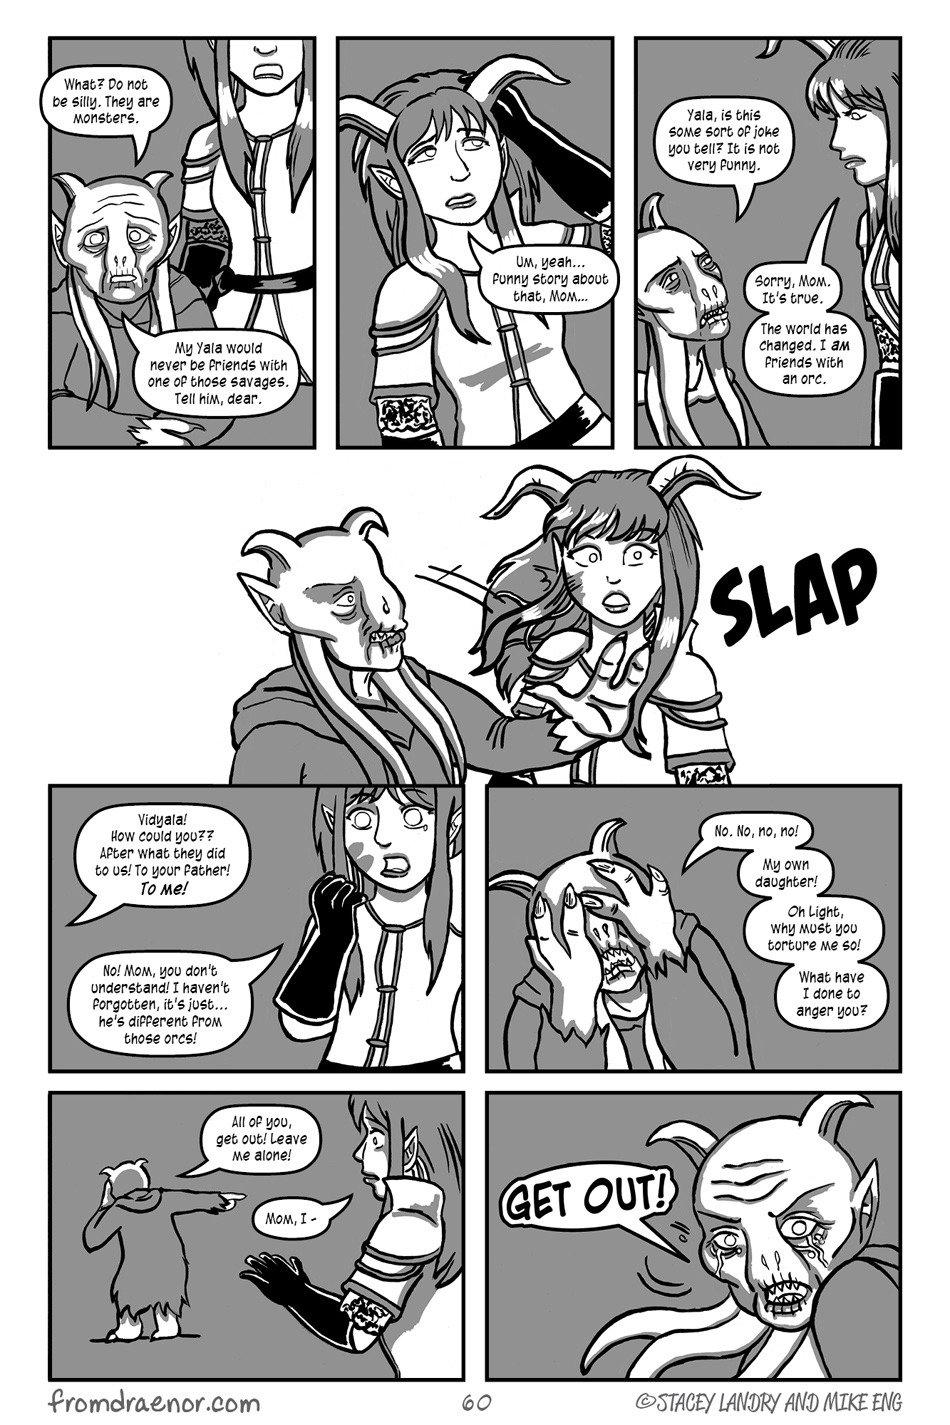 What? Do not
be silly. They are
monsters.
My Yala would
never be friends with
one of those savages.
Tell him, dear.
Um, yeah...
funny story about
that, Mom...
Yala, is this
some sort of joke
you tell? It is not
very funny.
Sorry, Mom.
It's true.
The world has
changed. I am
friends with
an orc.
SLAP
Vidyala!
How could you??
After what they did
to us! To your father!
To me!
No! Mom, you don't
understand! I haven't
forgotten, it's just...
he's different from
those orcs!
No. No, no, no!
My own
daughter!
Oh Light,
why must you
torture me so!
What have
I done to
anger you?
All of you,
get out! Leave
me alone!
Mom, I -
GET OUT!
fromdraenor.com
60
©STACEY LANDRY AND MIKE ENG